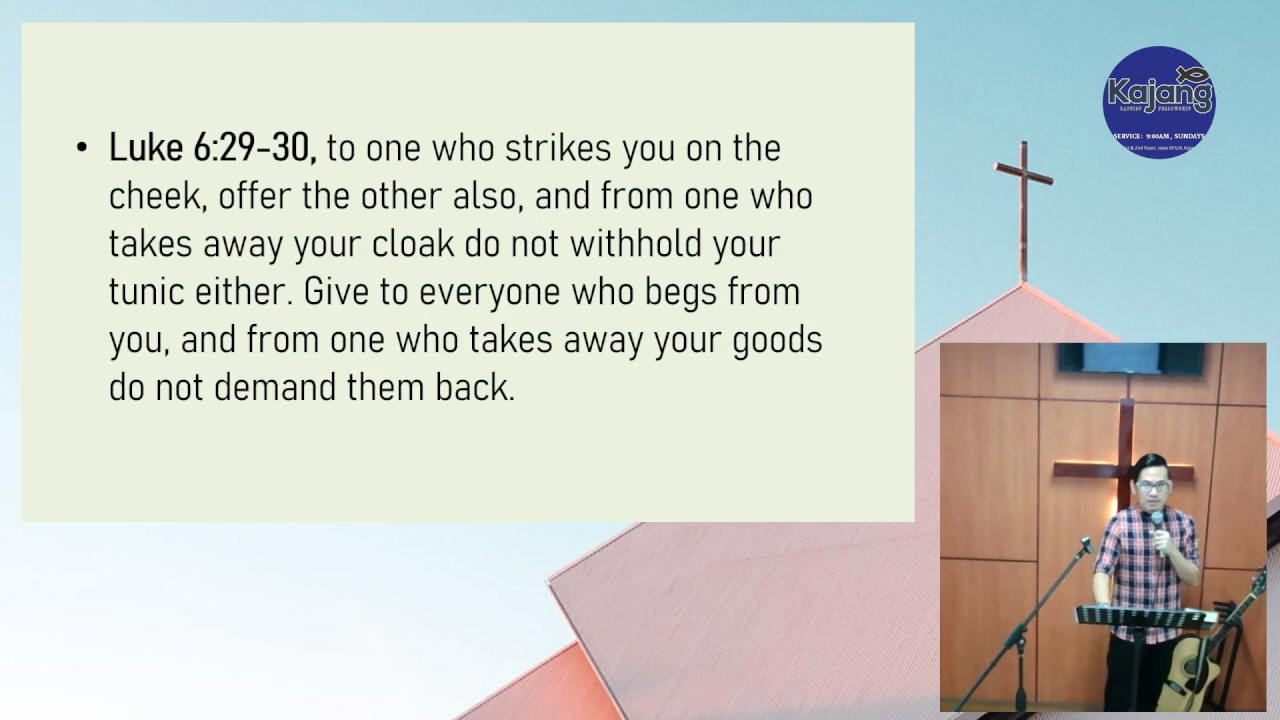 • Luke 6:29-30, to one who strikes you on the
cheek, offer the other also, and from one who
takes away your cloak do not withhold your
tunic either. Give to everyone who begs from
you, and from one who takes away your goods
do not demand them back.
Kajang
BAPTIST FELLOWSHIP
SERVICE: 9:00AM, SUNDAYS